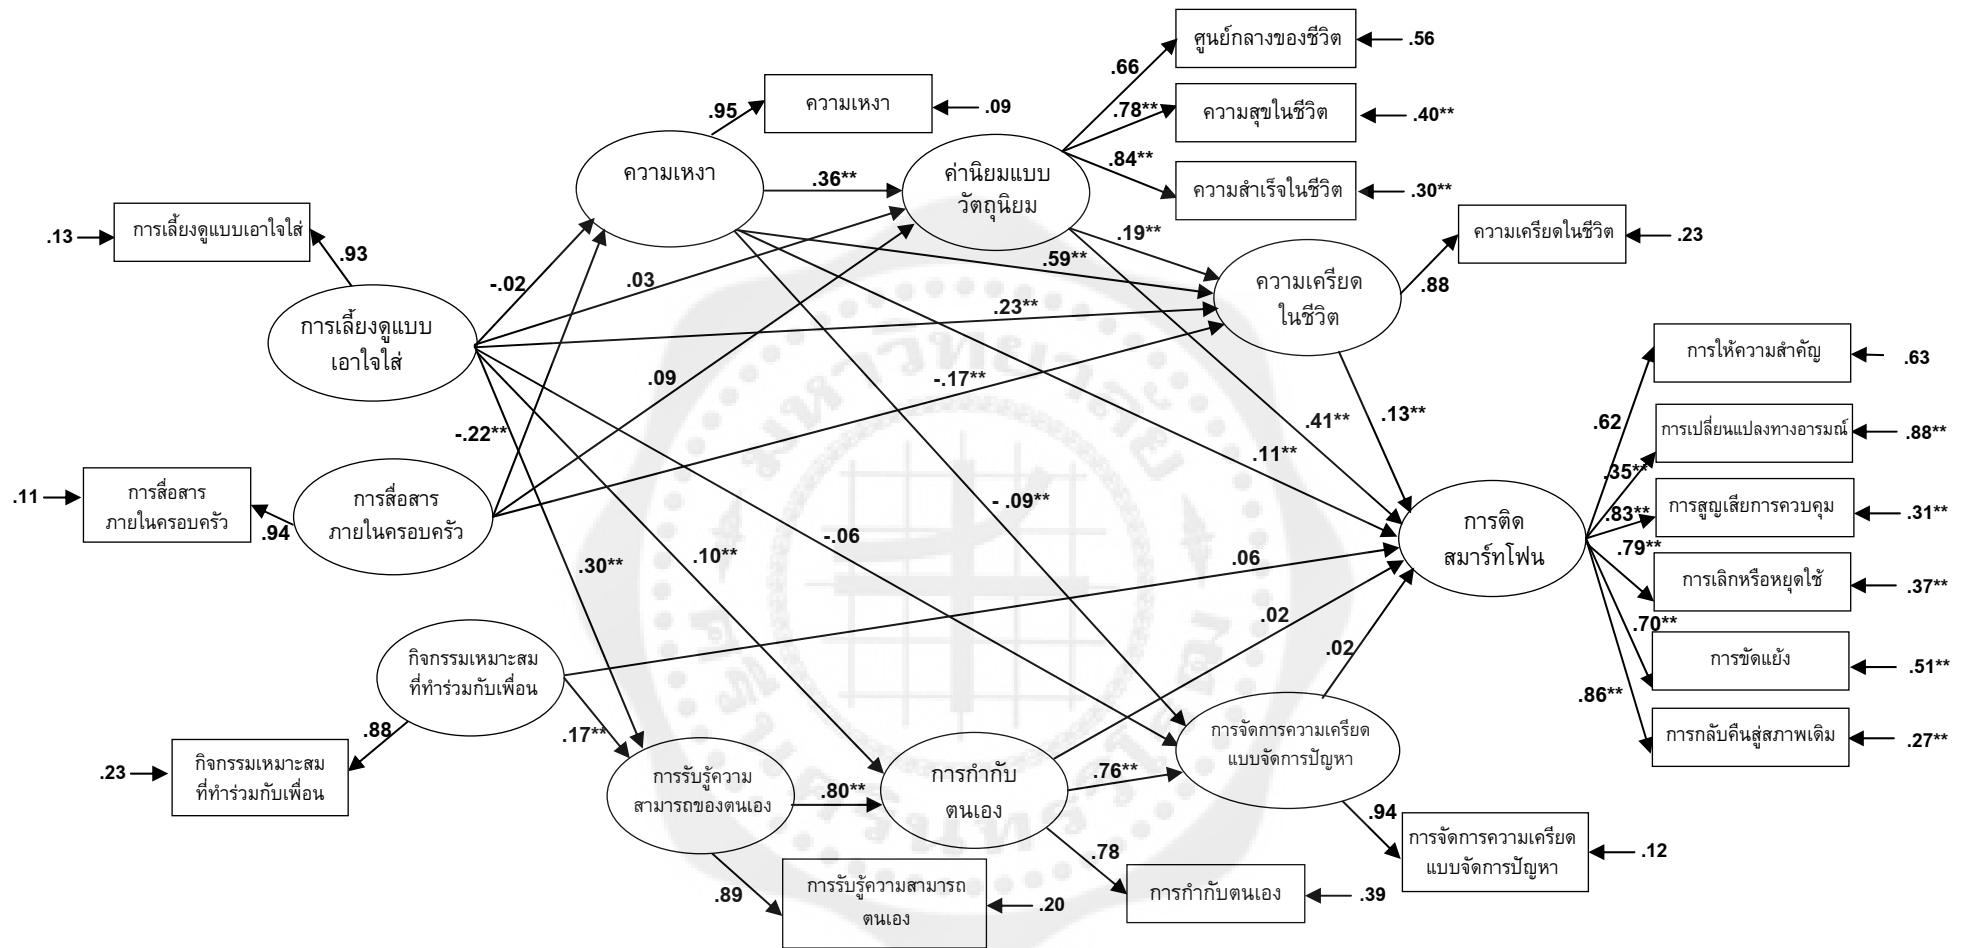 ศูนย์กลางของชีวิต
.56
.66
ความเหงา
.09
.95
ความสุขในชีวิต
.40**
.78**
ความเหงา
.36**
ค่านิยมแบบ
วัตถุนิยม
.84**
ความสำเร็จในชีวิต
.30**
.13
การเลี้ยงดูแบบเอาใจใส่
.93
.19**
ความเครียดในชีวิต
.23
.88
-.02
.03
.59**
ความเครียด
ในชีวิต
.23**
การเลี้ยงดูแบบ
เอาใจใส่
.09
-.17**
.13**
.41**
.11**
-.22**
การให้ความสำคัญ
.63
.62
การเปลี่ยนแปลงทางอารมณ์
.88**
.35**
การสูญเสียการควบคุม
.31**
.83**
.11
การสื่อสาร
ภายในครอบครัว
.94
การสื่อสาร
ภายในครอบครัว
- .09**
การติด
สมาร์ทโฟน
.79**
การเลิกหรือหยุดใช้
.37**
.30**
.10**
-.06
.06
.02
.02
.70**
การขัดแย้ง
.51**
.86**
การกลับคืนสู่สภาพเดิม
.27**
กิจกรรมเหมาะสม
ที่ทำร่วมกับเพื่อน
.88
.17**
.23
กิจกรรมเหมาะสม
ที่ทำร่วมกับเพื่อน
การรับรู้ความ
สามารถของตนเอง
.80**
การกำกับ
ตนเอง
.76**
การจัดการความเครียด
แบบจัดการปัญหา
.94
การจัดการความเครียด
แบบจัดการปัญหา
.12
.89
การรับรู้ความสามารถ
ตนเอง
.20
.78
การกำกับตนเอง
.39
มหาวิทยาลัย
ศรีนครินทรวิโรฒ